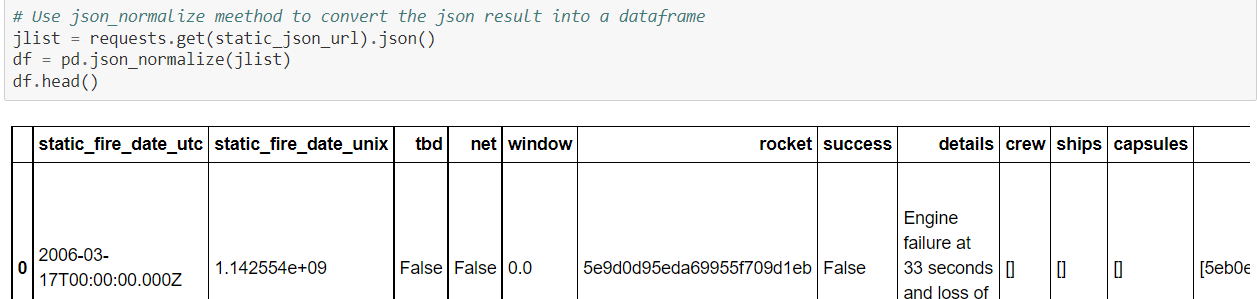 # Use json_normalize meethod to convert the json result into a dataframe
jlist = requests.get(static_json_url).json()
df = pd.json_normalize(jlist)
df.head()
static_fire_date_utc static_fire_date_unix tbd net window rocket success details crew ships capsules
Engine
failure at
0 2006-03-17T00:00:00.000Z 1.142554e+09 False False 0.0 5e9d0d95eda69955f709d1eb False 33 seconds [] [] [] [5eb0e
and loss of